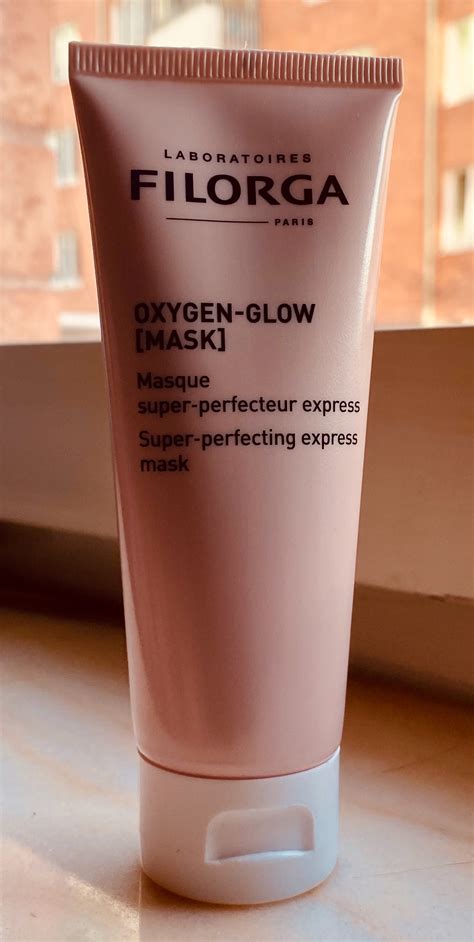 LABORATOIRES
FILORGA
PARIS
OXYGEN-GLOW
[MASK]
Masque
super-perfecteur express
Super-perfecting express
mask